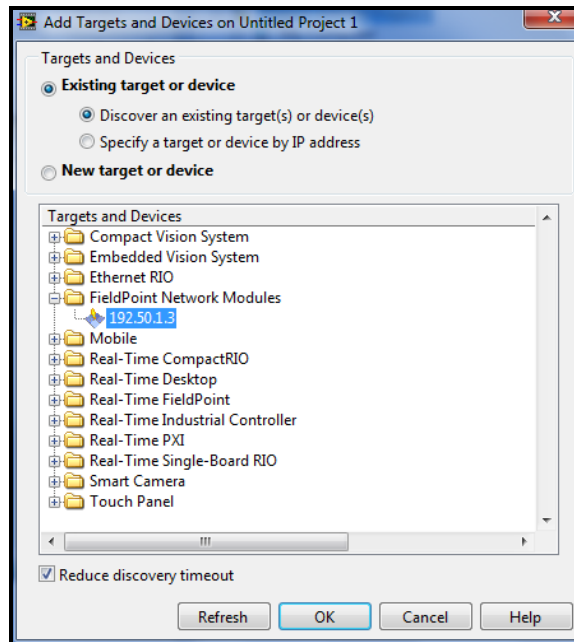 Add Targets and Devices on Untitled Project 1
Targets and Devices
Existing target or device
Discover an existing target(s) or device(s)
Specify a target or device by IP address
New target or device
Targets and Devices
Compact Vision System
Embedded Vision System
Ethernet RIO
FieldPoint Network Modules
192.50.1.3
Mobile
Real-Time CompactRIO
Real-Time Desktop
Real-Time FieldPoint
Real-Time Industrial Controller
Real-Time PXI
Real-Time Single-Board RIO
Smart Camera
Touch Panel
Reduce discovery timeout
Refresh OK Cancel Help